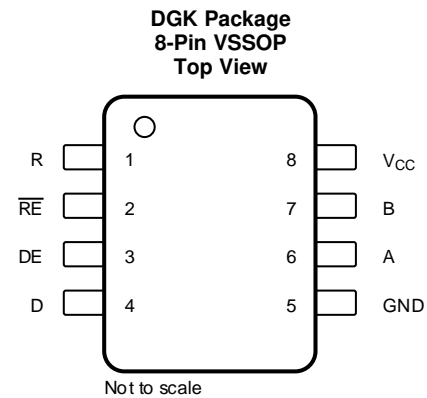 DGK Package
8-Pin VSSOP
Top View
R 1 8 VCC
RE 2 7 B
DE 3 6 A
D 4 5 GND
Not to scale